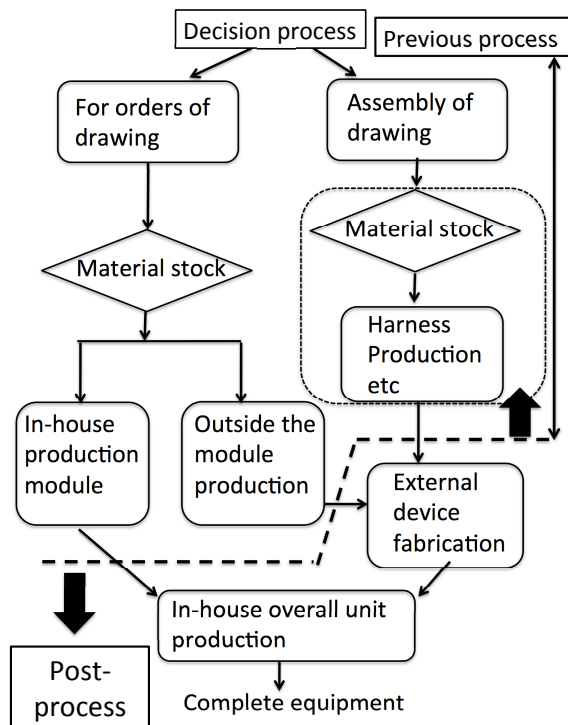 Decision process
Previous process
For orders of
drawing
Assembly of
drawing
Material stock
Material stock
Harness
Production
etc
In-house
production
module
Outside the
module
production
External
device
fabrication
In-house overall unit
production
Post-
process
Complete equipment